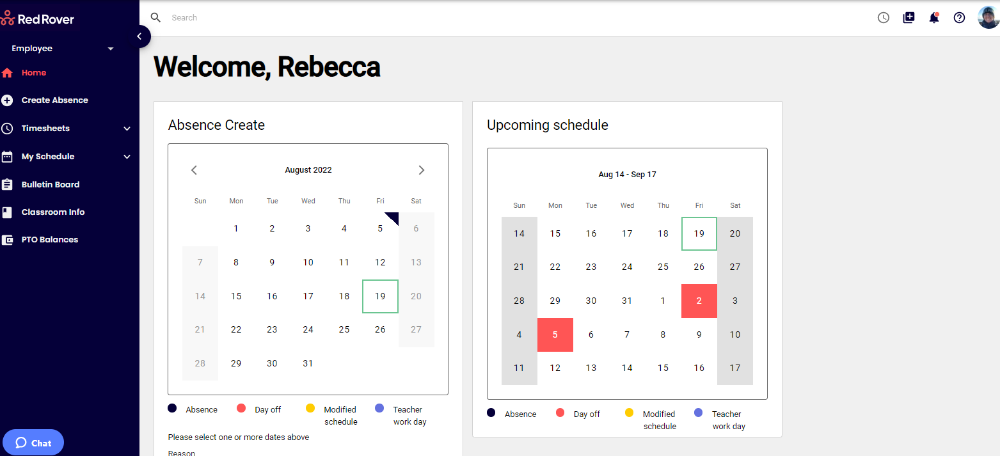 Red Rover
Search
Employee
Home
Create Absence
Timesheets
My Schedule
Bulletin Board
Classroom Info
PTO Balances
Chat
Welcome, Rebecca
Absence Create
August 2022
Sun Mon Tue Wed Thu Fri Sat
1 2 3 4 5 6
7 8 9 10 11 12 13
14 15 16 17 18 19 20
21 22 23 24 25 26 27
28 29 30 31
Absence Day off Modified schedule Teacher work day
Please select one or more dates above
Reason
Upcoming schedule
Aug 14 - Sep 17
Sun Mon Tue Wed Thu Fri Sat
14 15 16 17 18 19 20
21 22 23 24 25 26 27
28 29 30 31 1 2 3
4 5 6 7 8 9 10
11 12 13 14 15 16 17
Absence Day off Modified schedule Teacher work day